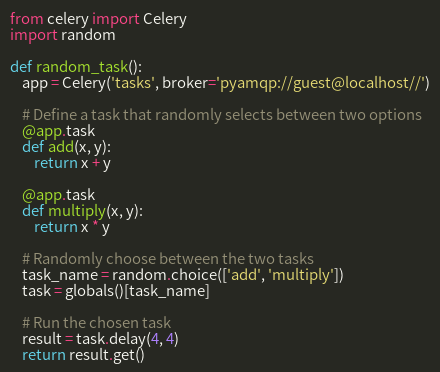 from celery import Celery
import random

def random_task():
    app = Celery('tasks', broker='pyamqp://guest@localhost//')

    # Define a task that randomly selects between two options
    @app.task
    def add(x, y):
        return x + y

    @app.task
    def multiply(x, y):
        return x * y

    # Randomly choose between the two tasks
    task_name = random.choice(['add', 'multiply'])
    task = globals()[task_name]

    # Run the chosen task
    result = task.delay(4, 4)
    return result.get()